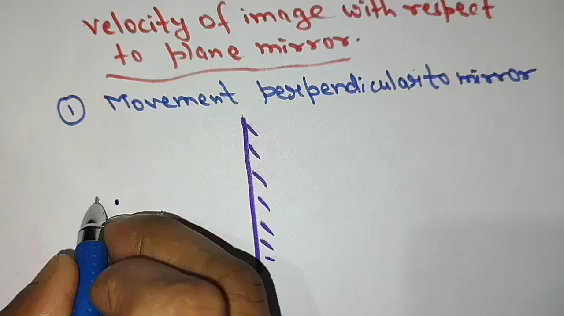 velocity of image with respect
to plane mirror.
① Movement perpendicular to mirror